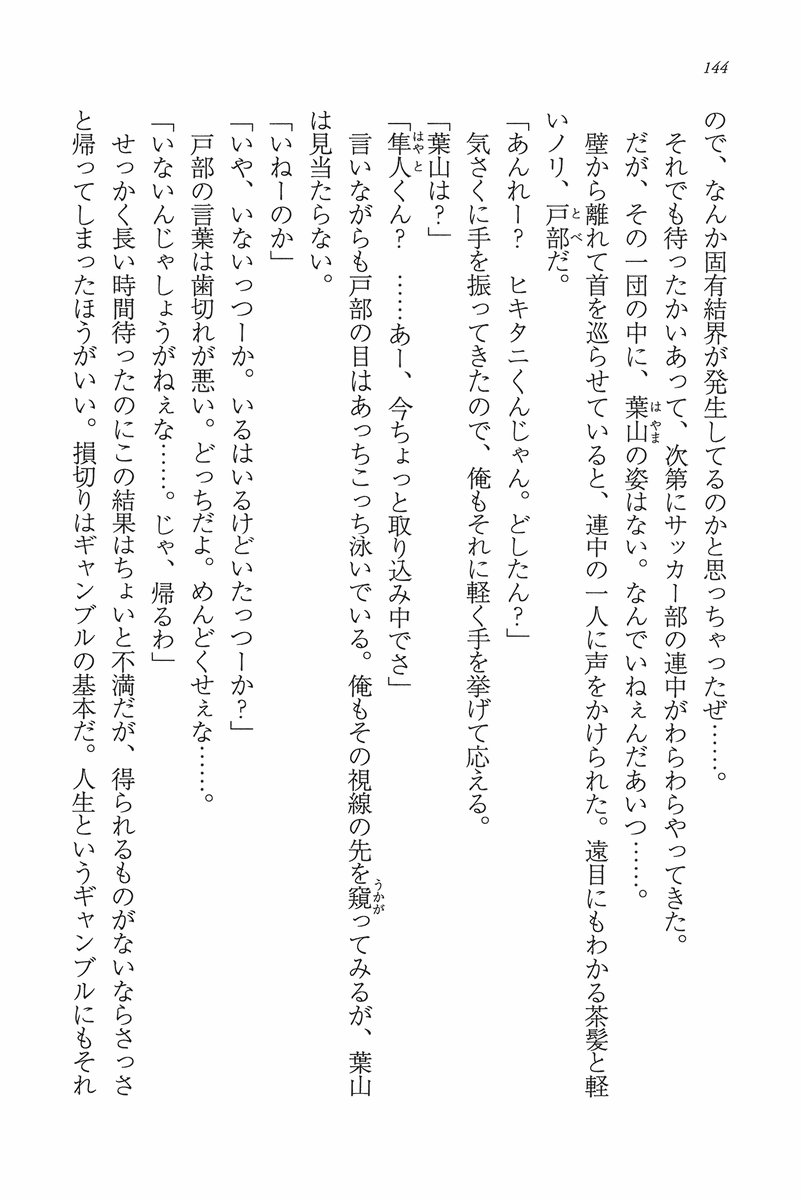 144
ので、なんか固有結界が発生してるのかと思っちゃったぜ……。
　それでも待ったかいあって、次第にサッカー部の連中がわらわらやってきた。
　だが、その一団の中に、葉山の姿はない。なんでいねぇんだあいつ……。
　壁から離れて首を巡らせていると、連中の一人に声をかけられた。遠目にもわかる茶髪と軽
いノリ、戸部だ。
「あんれー？　ヒキタニくんじゃん。どしたん？」
　気さくに手を振ってきたので、俺もそれに軽く手を挙げて応える。
「葉山は？」
「隼人くん？　……あー、今ちょっと取り込み中でさ」
　言いながらも戸部の目はあっちこっち泳いでいる。俺もその視線の先を窺ってみるが、葉山
は見当たらない。
「いねーのか」
「いや、いないっつーか。いるはいるけどいたっつーか？」
　戸部の言葉は歯切れが悪い。どっちだよ。めんどくせぇな……。
「いないんじゃしょうがねぇな……。じゃ、帰るわ」
　せっかく長い時間待ったのにこの結果はちょいと不満だが、得られるものがないならさっさ
と帰ってしまったほうがいい。損切りはギャンブルの基本だ。人生というギャンブルにもそれ